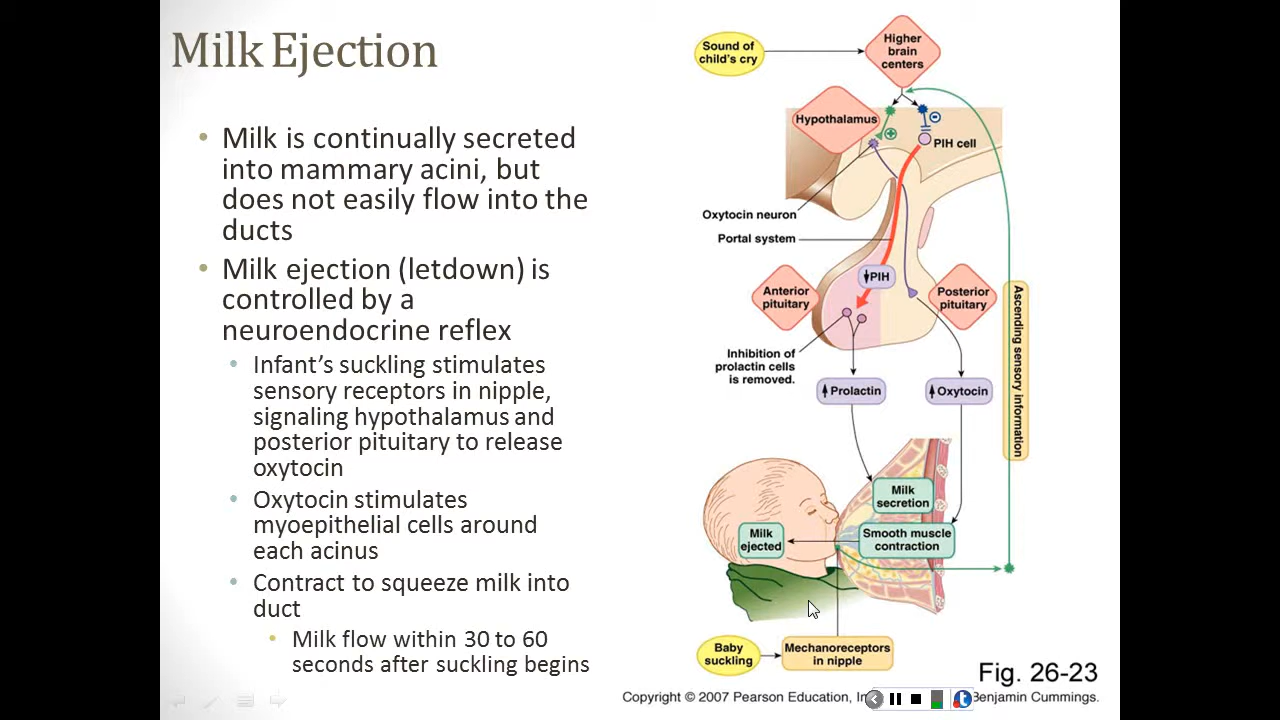 Milk Ejection
• Milk is continually secreted
into mammary acini, but
does not easily flow into the
ducts
• Milk ejection (letdown) is
controlled by a
neuroendocrine reflex
• Infant’s suckling stimulates
sensory receptors in nipple,
signaling hypothalamus and
posterior pituitary to release
oxytocin
• Oxytocin stimulates
myoepithelial cells around
each acinus
• Contract to squeeze milk into
duct
• Milk flow within 30 to 60
seconds after suckling begins
Sound of
child’s cry
Higher
brain
centers
Hypothalamus
+
−
PIH cell
Oxytocin neuron
Portal system
PIH
Anterior
pituitary
Posterior
pituitary
Inhibition of
prolactin cells
is removed.
Prolactin
Oxytocin
Ascending sensory information
Milk
secretion
Smooth muscle
contraction
Milk
ejected
Baby
suckling
Mechanoreceptors
in nipple
Fig. 26-23
Copyright © 2007 Pearson Education, Benjamin Cummings.
t